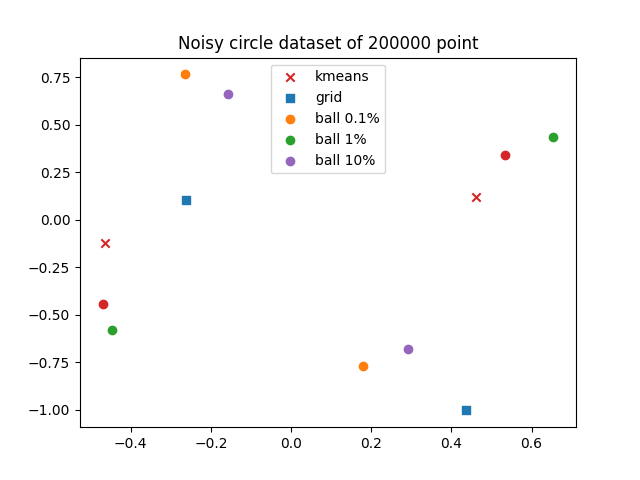 Noisy circle dataset of 200000 point
kmeans
grid
ball 0.1%
ball 1%
ball 10%
0.75
0.50
0.25
0.00
−0.25
−0.50
−0.75
−1.00
−0.4
−0.2
0.0
0.2
0.4
0.6